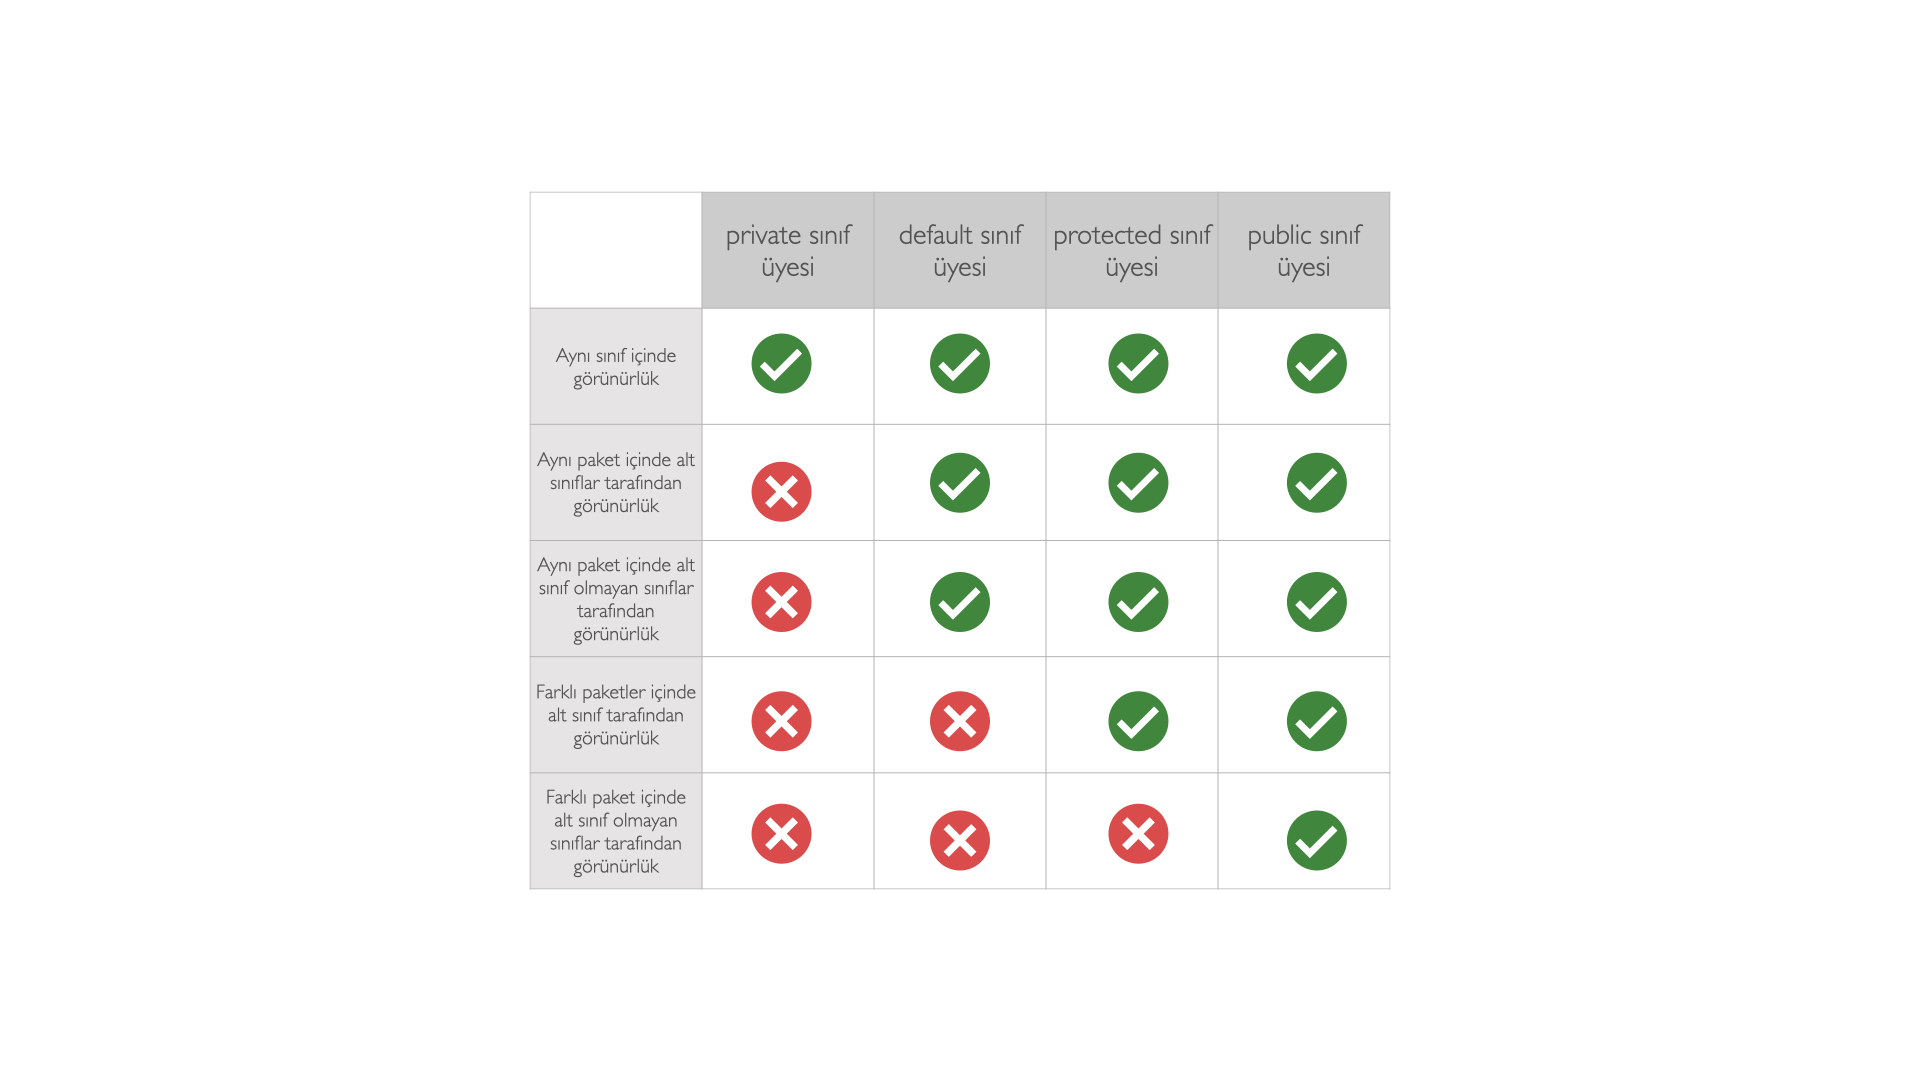 private sınıf
üyesi
default sınıf
üyesi
protected sınıf
üyesi
public sınıf
üyesi
Aynı sınıf içinde
görünürlük
Aynı paket içinde alt
sınıflar tarafından
görünürlük
Aynı paket içinde alt
sınıf olmayan sınıflar
tarafından
görünürlük
Farklı paketler içinde
alt sınıf tarafından
görünürlük
Farklı paket içinde
alt sınıf olmayan
sınıflar tarafından
görünürlük